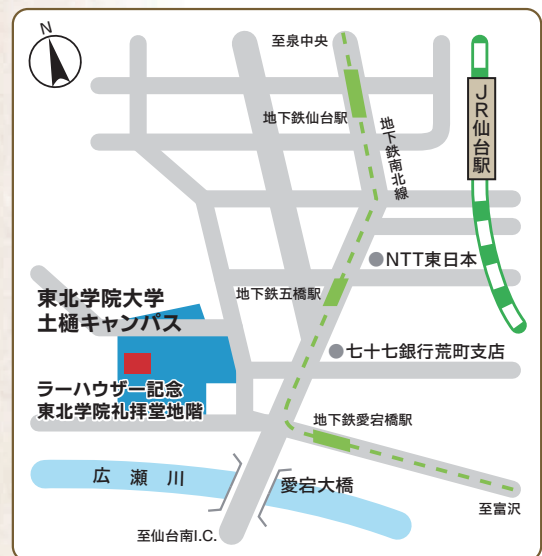 N
至泉中央
地下鉄仙台駅
地下鉄南北線
JR仙台駅
NTT東日本
地下鉄五橋駅
東北学院大学
土樋キャンパス
七十七銀行荒町支店
ラーハウザー記念
東北学院礼拝堂地階
地下鉄愛宕橋駅
広瀬川
愛宕大橋
至富沢
至仙台南I.C.